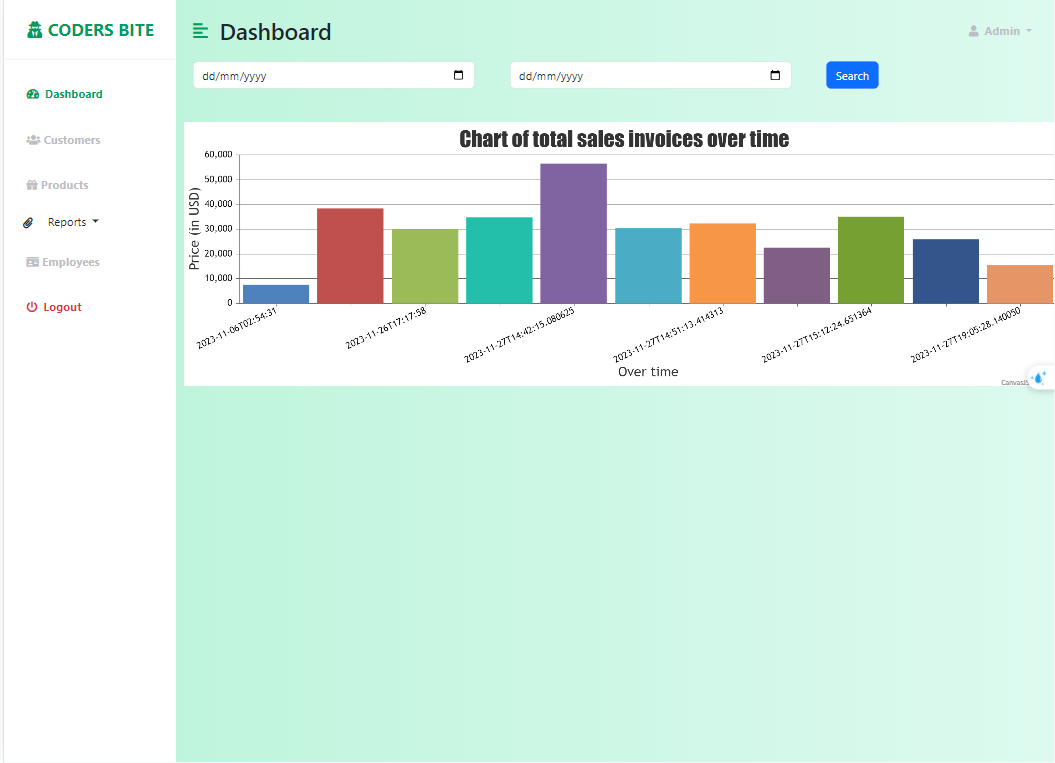 CODERS BITE
Dashboard
Admin
dd/mm/yyyy
dd/mm/yyyy
Search
Dashboard
Customers
Products
Reports
Employees
Logout
Chart of total sales invoices over time
Price (in USD)
60,000
50,000
40,000
30,000
20,000
10,000
0
2023-11-06T02:54:31
2023-11-26T17:17:58
2023-11-27T14:42:15.080625
2023-11-27T14:51:13.414313
2023-11-27T15:12:24.651364
2023-11-27T19:05:28.140050
Over time